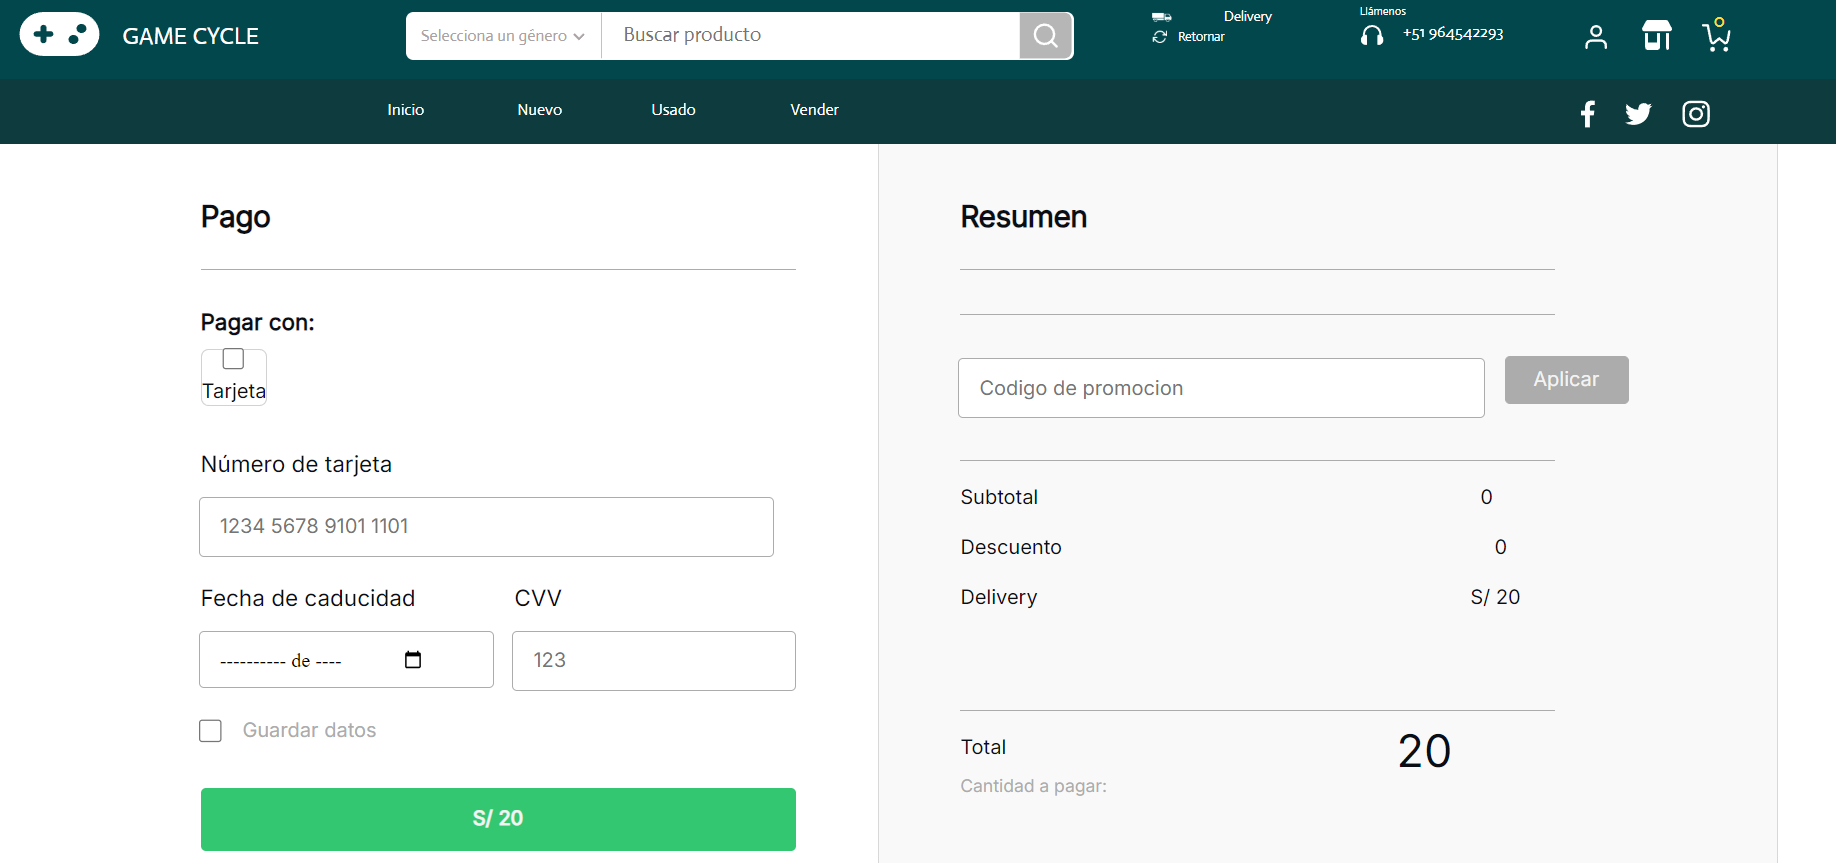 GAME CYCLE
Selecciona un género
Buscar producto
Delivery
Retornar
Llámenos
+51 964542293
0
Inicio
Nuevo
Usado
Vender
Pago
Pagar con:
Tarjeta
Número de tarjeta
1234 5678 9101 1101
Fecha de caducidad
CVV
---------- de ----
123
Guardar datos
S/ 20
Resumen
Codigo de promocion
Aplicar
Subtotal 0
Descuento 0
Delivery S/ 20
Total 20
Cantidad a pagar: